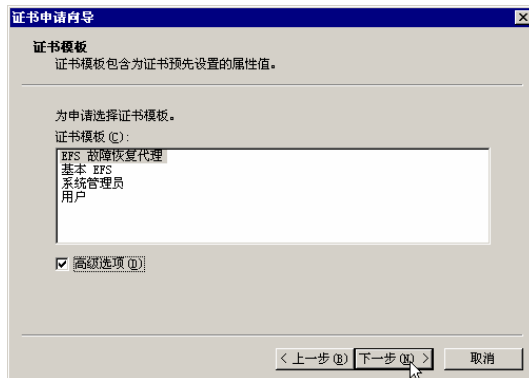 证书申请向导
证书模板
证书模板包含为证书预先设置的属性值。
为申请选择证书模板。
证书模板(C):
EFS 故障恢复代理
基本 EFS
系统管理员
用户
高级选项(D)
< 上一步(B) 下一步(N) > 取消